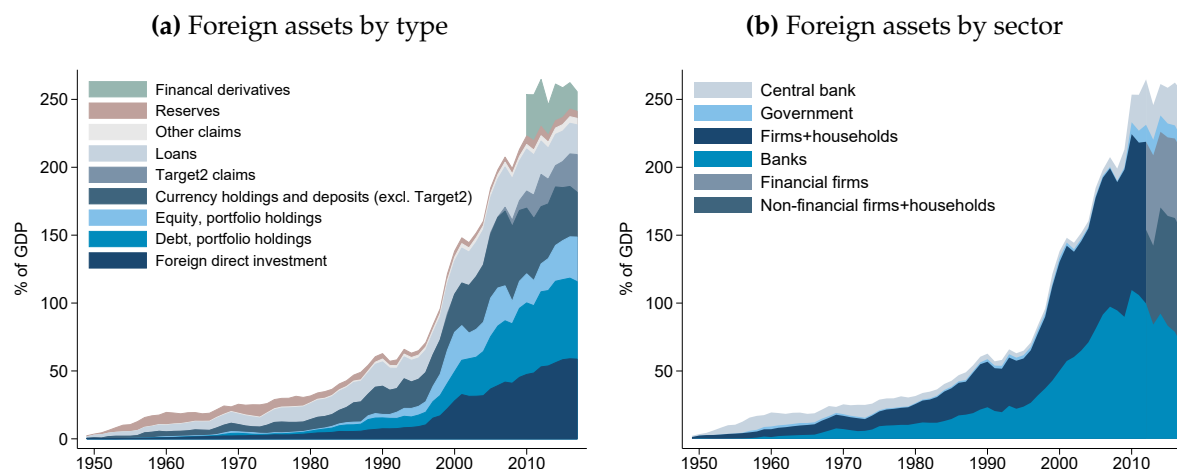 (a) Foreign assets by type
% of GDP
250
200
150
100
50
0
1950 1960 1970 1980 1990 2000 2010
Financal derivatives
Reserves
Other claims
Loans
Target2 claims
Currency holdings and deposits (excl. Target2)
Equity, portfolio holdings
Debt, portfolio holdings
Foreign direct investment
(b) Foreign assets by sector
% of GDP
250
200
150
100
50
0
1950 1960 1970 1980 1990 2000 2010
Central bank
Government
Firms+households
Banks
Financial firms
Non-financial firms+households